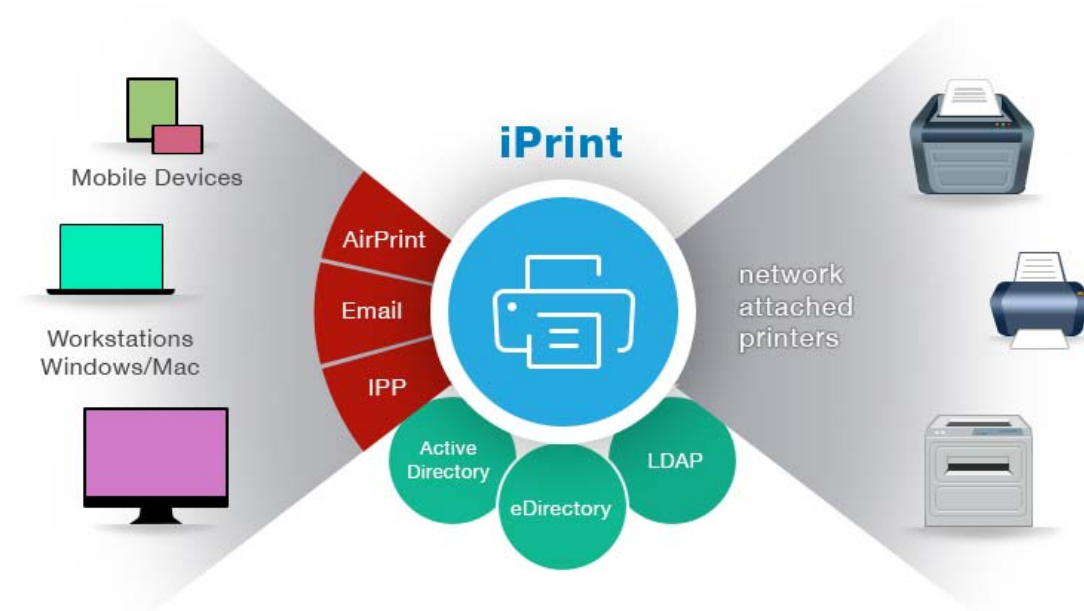 iPrint
Mobile Devices
Workstations
Windows/Mac
AirPrint
Email
IPP
Active
Directory
eDirectory
LDAP
network
attached
printers